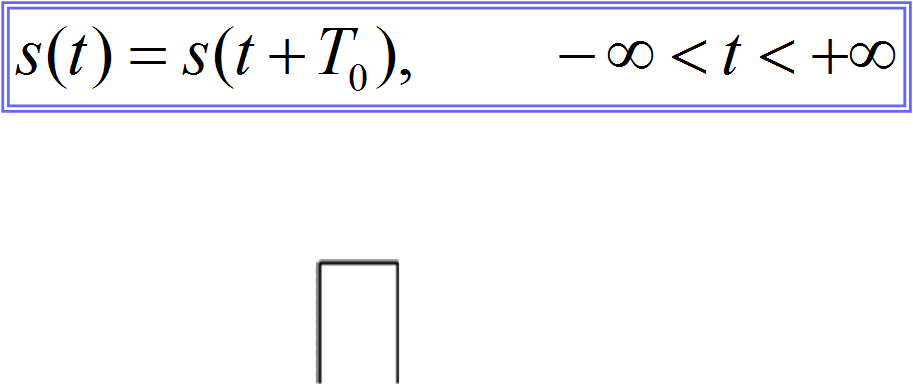 s(t) = s(t + T₀),  − ∞ < t < +∞